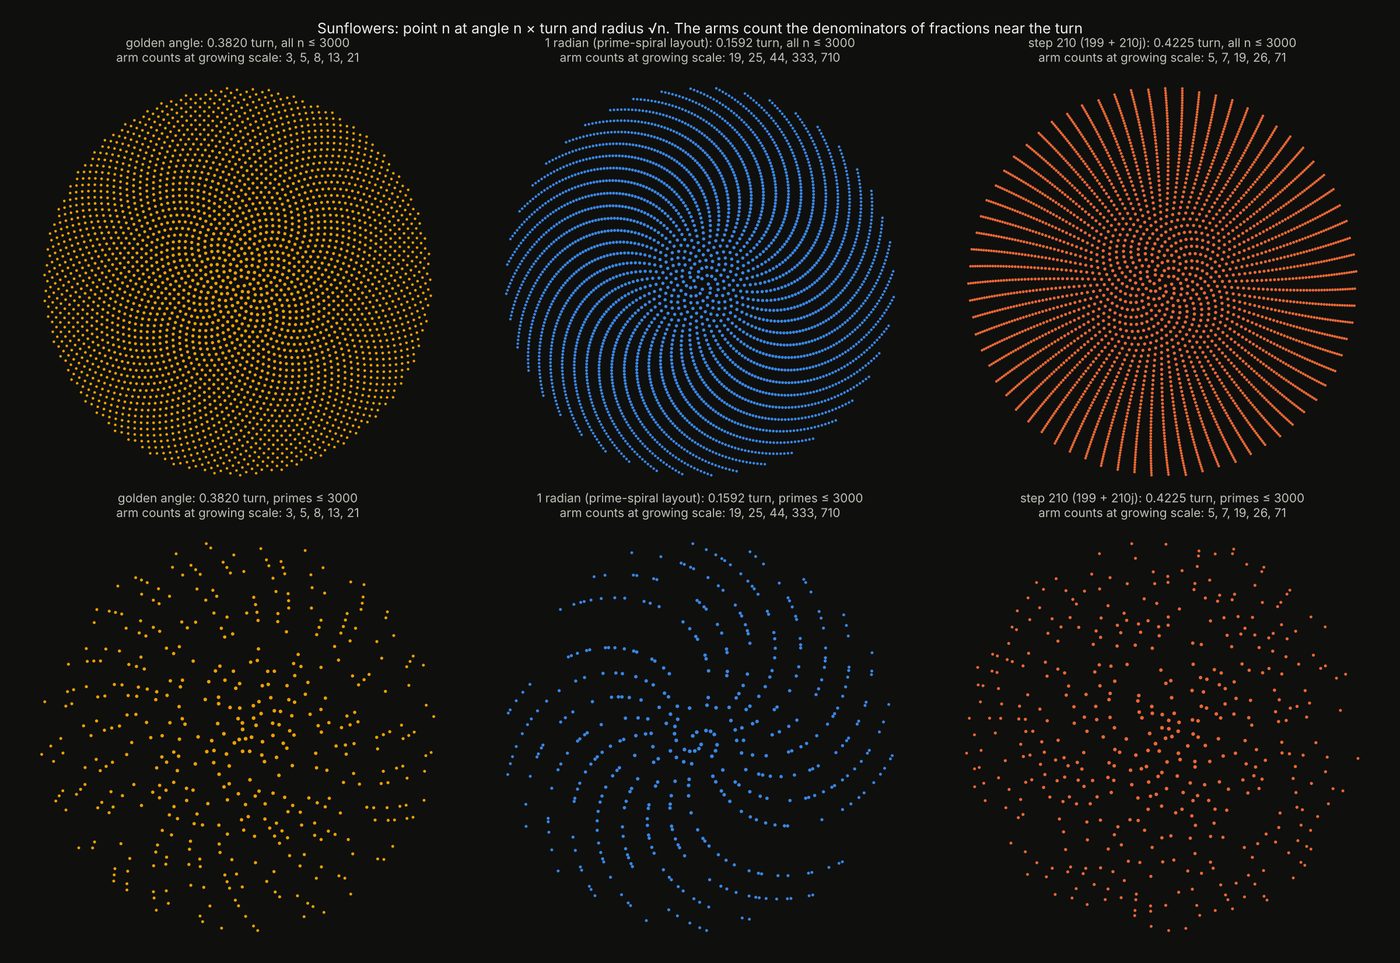 Sunflowers: point n at angle n × turn and radius √n. The arms count the denominators of fractions near the turn
golden angle: 0.3820 turn, all n ≤ 3000
arm counts at growing scale: 3, 5, 8, 13, 21
1 radian (prime-spiral layout): 0.1592 turn, all n ≤ 3000
arm counts at growing scale: 19, 25, 44, 333, 710
step 210 (199 + 210j): 0.4225 turn, all n ≤ 3000
arm counts at growing scale: 5, 7, 19, 26, 71
golden angle: 0.3820 turn, primes ≤ 3000
arm counts at growing scale: 3, 5, 8, 13, 21
1 radian (prime-spiral layout): 0.1592 turn, primes ≤ 3000
arm counts at growing scale: 19, 25, 44, 333, 710
step 210 (199 + 210j): 0.4225 turn, primes ≤ 3000
arm counts at growing scale: 5, 7, 19, 26, 71